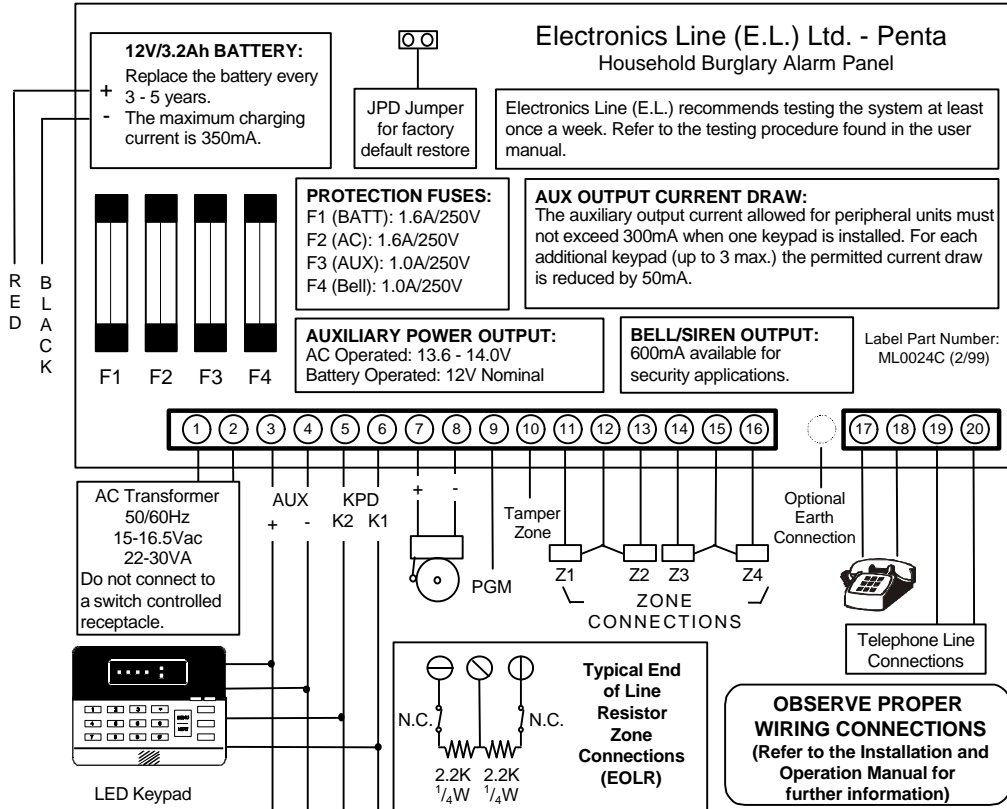 Electronics Line (E.L.) Ltd. - Penta
Household Burglary Alarm Panel
12V/3.2Ah BATTERY:
Replace the battery every
3 - 5 years.
The maximum charging
current is 350mA.
+
-
RED
BLACK
JPD Jumper
for factory
default restore
Electronics Line (E.L.) recommends testing the system at least
once a week. Refer to the testing procedure found in the user
manual.
PROTECTION FUSES:
F1 (BATT): 1.6A/250V
F2 (AC): 1.6A/250V
F3 (AUX): 1.0A/250V
F4 (Bell): 1.0A/250V
AUX OUTPUT CURRENT DRAW:
The auxiliary output current allowed for peripheral units must
not exceed 300mA when one keypad is installed. For each
additional keypad (up to 3 max.) the permitted current draw
is reduced by 50mA.
F1 F2 F3 F4
AUXILIARY POWER OUTPUT:
AC Operated: 13.6 - 14.0V
Battery Operated: 12V Nominal
BELL/SIREN OUTPUT:
600mA available for
security applications.
Label Part Number:
ML0024C (2/99)
1 2 3 4 5 6 7 8 9 10 11 12 13 14 15 16 17 18 19 20
AC Transformer
50/60Hz
15-16.5Vac
22-30VA
Do not connect to
a switch controlled
receptacle.
AUX
+ -
KPD
K2 K1
+ -
PGM
Tamper
Zone
Z1 Z2 Z3 Z4
ZONE
CONNECTIONS
Optional
Earth
Connection
Telephone Line
Connections
LED Keypad
N.C. N.C.
2.2K 2.2K
1/4W 1/4W
Typical End
of Line
Resistor
Zone
Connections
(EOLR)
OBSERVE PROPER
WIRING CONNECTIONS
(Refer to the Installation and
Operation Manual for
further information)